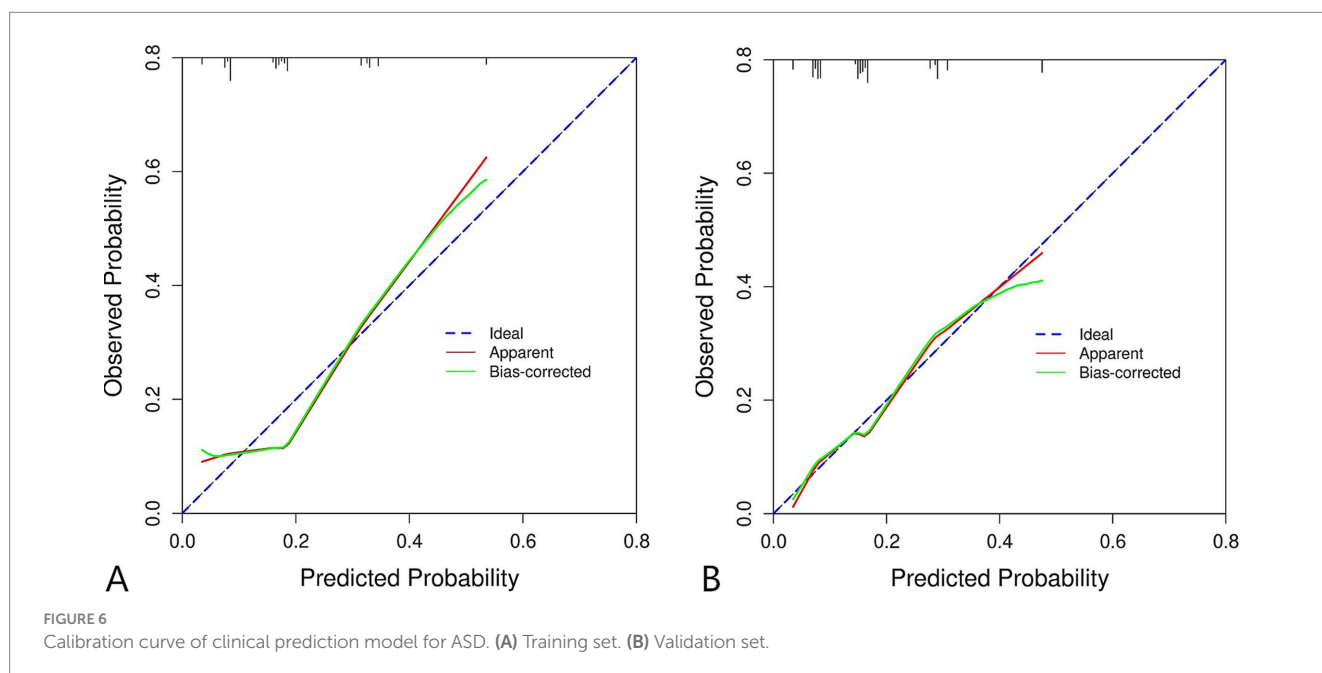 0.8
0.6
0.4
0.2
0.0
Observed Probability
Ideal
Apparent
Bias-corrected
0.0 0.2 0.4 0.6 0.8
Predicted Probability
A
0.8
0.6
0.4
0.2
0.0
Observed Probability
Ideal
Apparent
Bias-corrected
0.0 0.2 0.4 0.6 0.8
Predicted Probability
B
FIGURE 6
Calibration curve of clinical prediction model for ASD. (A) Training set. (B) Validation set.